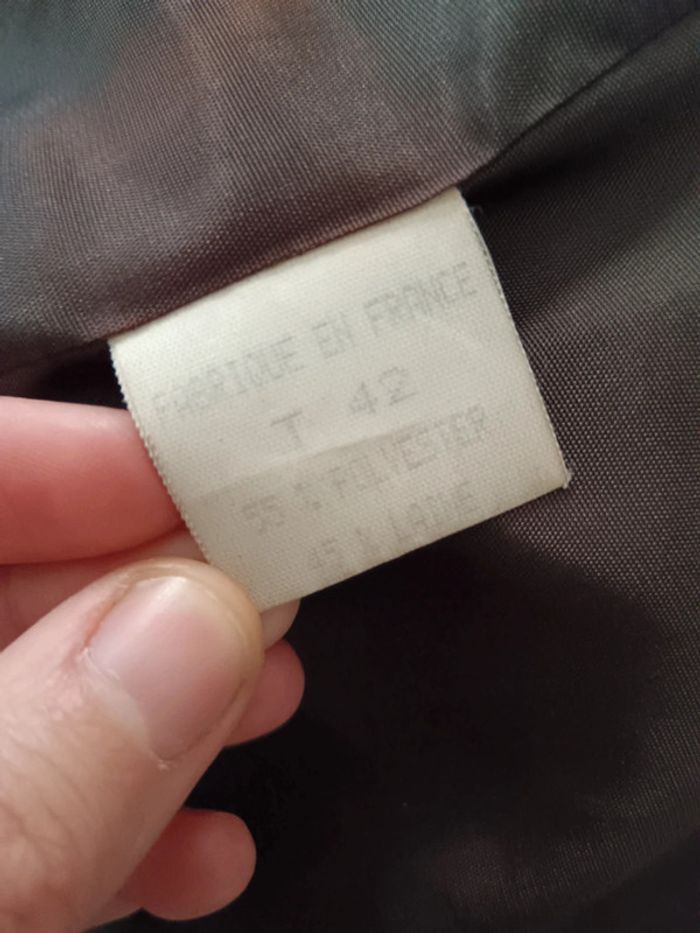 FABRIQUE EN FRANCE
T 42
55 % POLYESTER
45 % LAINE